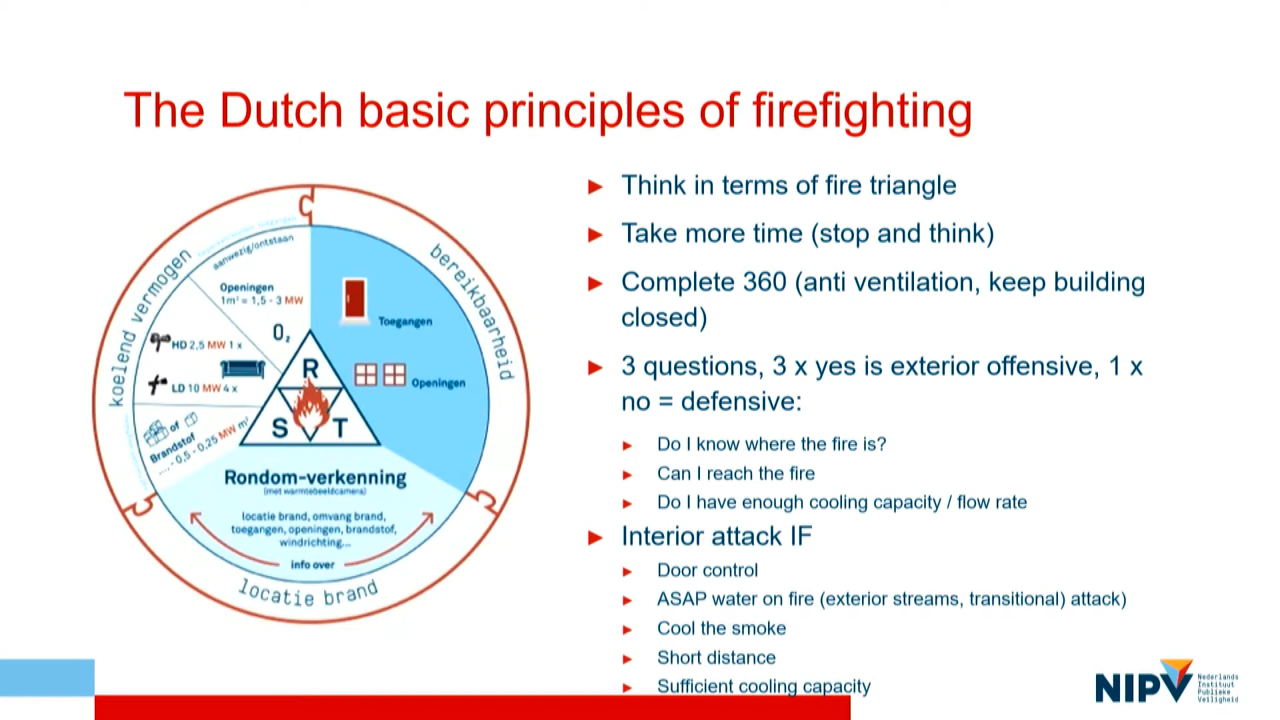 The Dutch basic principles of firefighting
koelend vermogen
bereikbaarheid
locatie brand
aanwezig/ontstaan
Openingen
1m² = 1,5 - 3 MW
O₂
HD 2,5 MW 1 x
LD 10 MW 4 x
of
Brandstof
.... - 0,5 - 0,25 MW m²
Toegangen
Openingen
R
S
T
Rondom-verkenning
(met warmtebeeldcamera)
locatie brand, omvang brand,
toegangen, openingen, brandstof,
windrichting...
info over
► Think in terms of fire triangle
► Take more time (stop and think)
► Complete 360 (anti ventilation, keep building
closed)
► 3 questions, 3 x yes is exterior offensive, 1 x
no = defensive:
► Do I know where the fire is?
► Can I reach the fire
► Do I have enough cooling capacity / flow rate
► Interior attack IF
► Door control
► ASAP water on fire (exterior streams, transitional) attack)
► Cool the smoke
► Short distance
► Sufficient cooling capacity
NIPV
Nederlands
Instituut
Publieke
Veiligheid